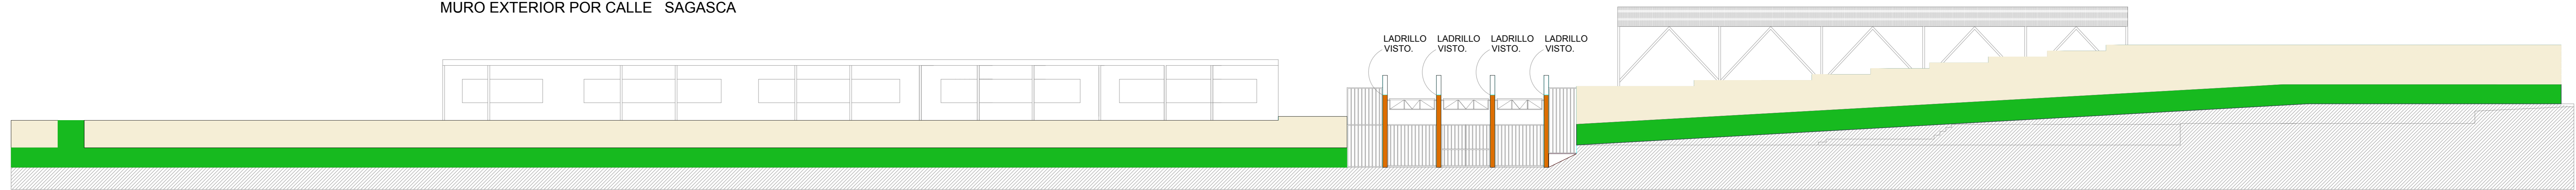 MURO EXTERIOR POR CALLE SAGASCA
LADRILLO
VISTO.
LADRILLO
VISTO.
LADRILLO
VISTO.
LADRILLO
VISTO.